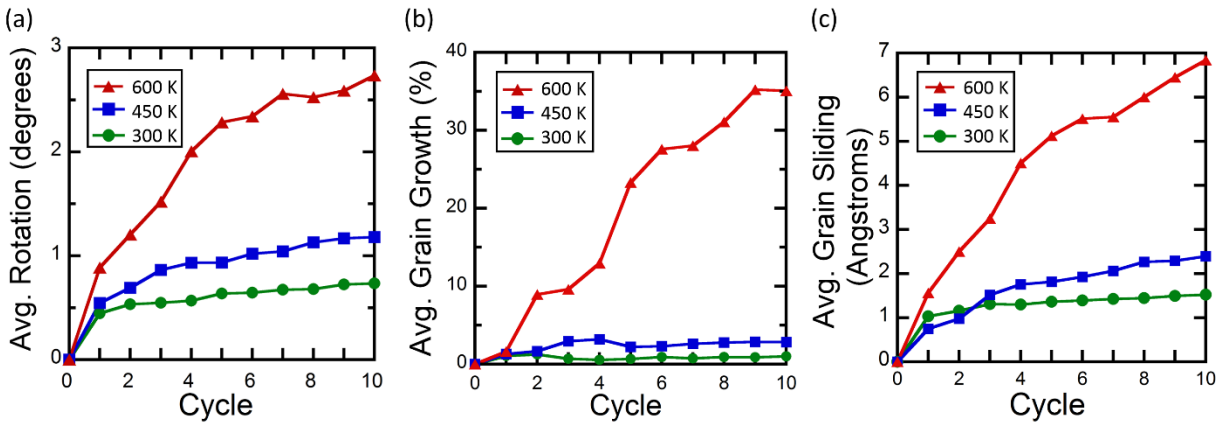 (a)
Avg. Rotation (degrees)
3
2
1
0
600 K
450 K
300 K
0 2 4 6 8 10
Cycle
(b)
Avg. Grain Growth (%)
40
35
20
10
0
600 K
450 K
300 K
0 2 4 6 8 10
Cycle
(c)
Avg. Grain Sliding
(Angstroms)
7
6
5
4
3
2
1
0
600 K
450 K
300 K
0 2 4 6 8 10
Cycle